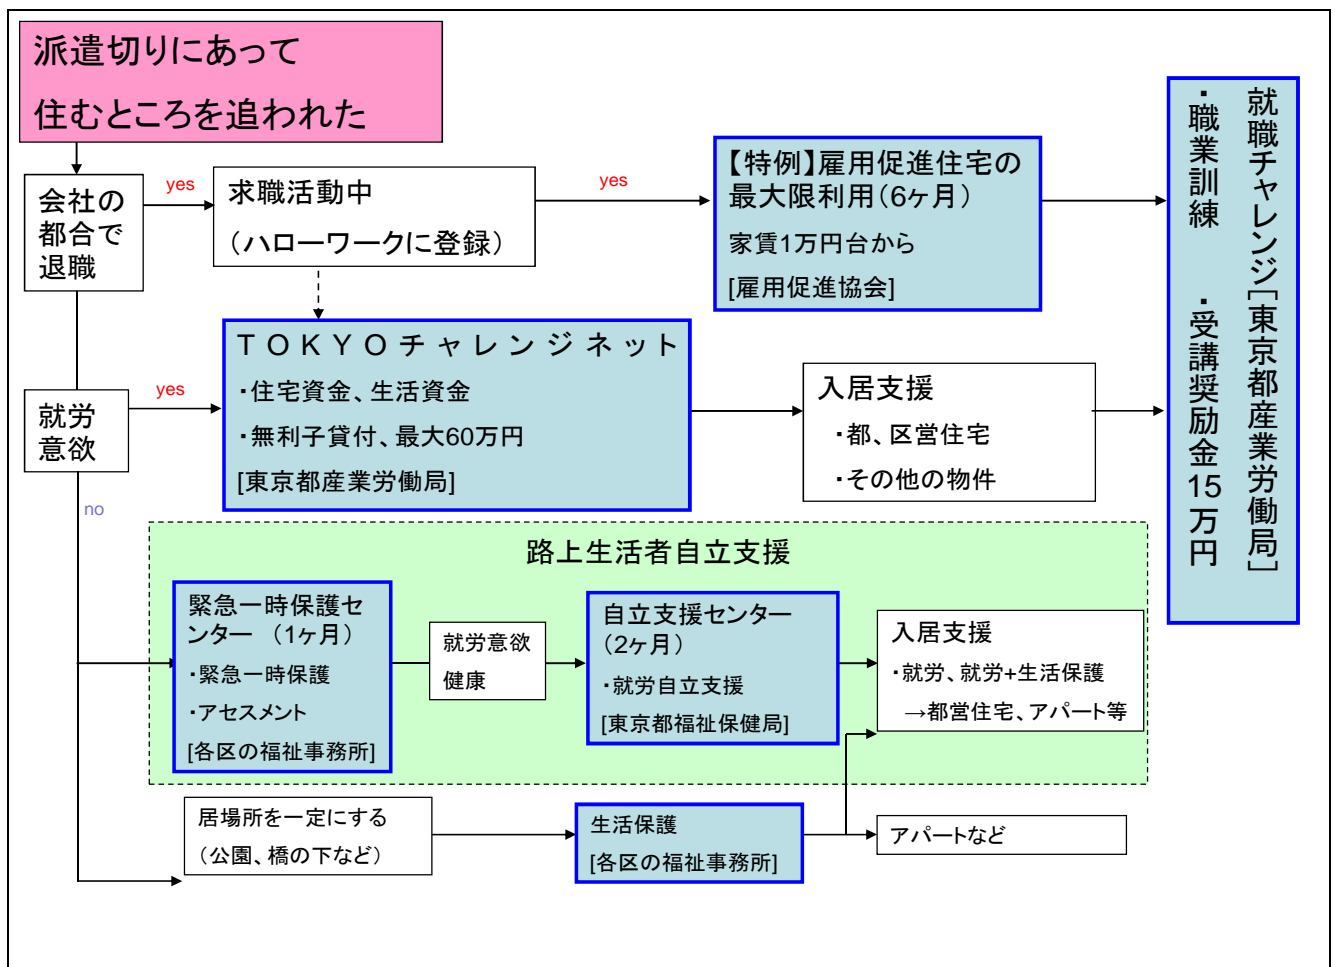 派遣切りにあって
住むところを追われた
会社の
都合で
退職
yes
求職活動中
（ハローワークに登録）
yes
【特例】雇用促進住宅の
最大限利用（6ヶ月）
家賃1万円台から
[雇用促進協会]
就職チャレンジ[東京都産業労働局]
・職業訓練 ・受講奨励金15万円
就労
意欲
yes
TOKYOチャレンジネット
・住宅資金、生活資金
・無利子貸付、最大60万円
[東京都産業労働局]
入居支援
・都、区営住宅
・その他の物件
no
路上生活者自立支援
緊急一時保護セ
ンター （1ヶ月）
・緊急一時保護
・アセスメント
[各区の福祉事務所]
就労意欲
健康
自立支援センター
（2ヶ月）
・就労自立支援
[東京都福祉保健局]
入居支援
・就労、就労+生活保護
→都営住宅、アパート等
居場所を一定にする
（公園、橋の下など）
生活保護
[各区の福祉事務所]
アパートなど